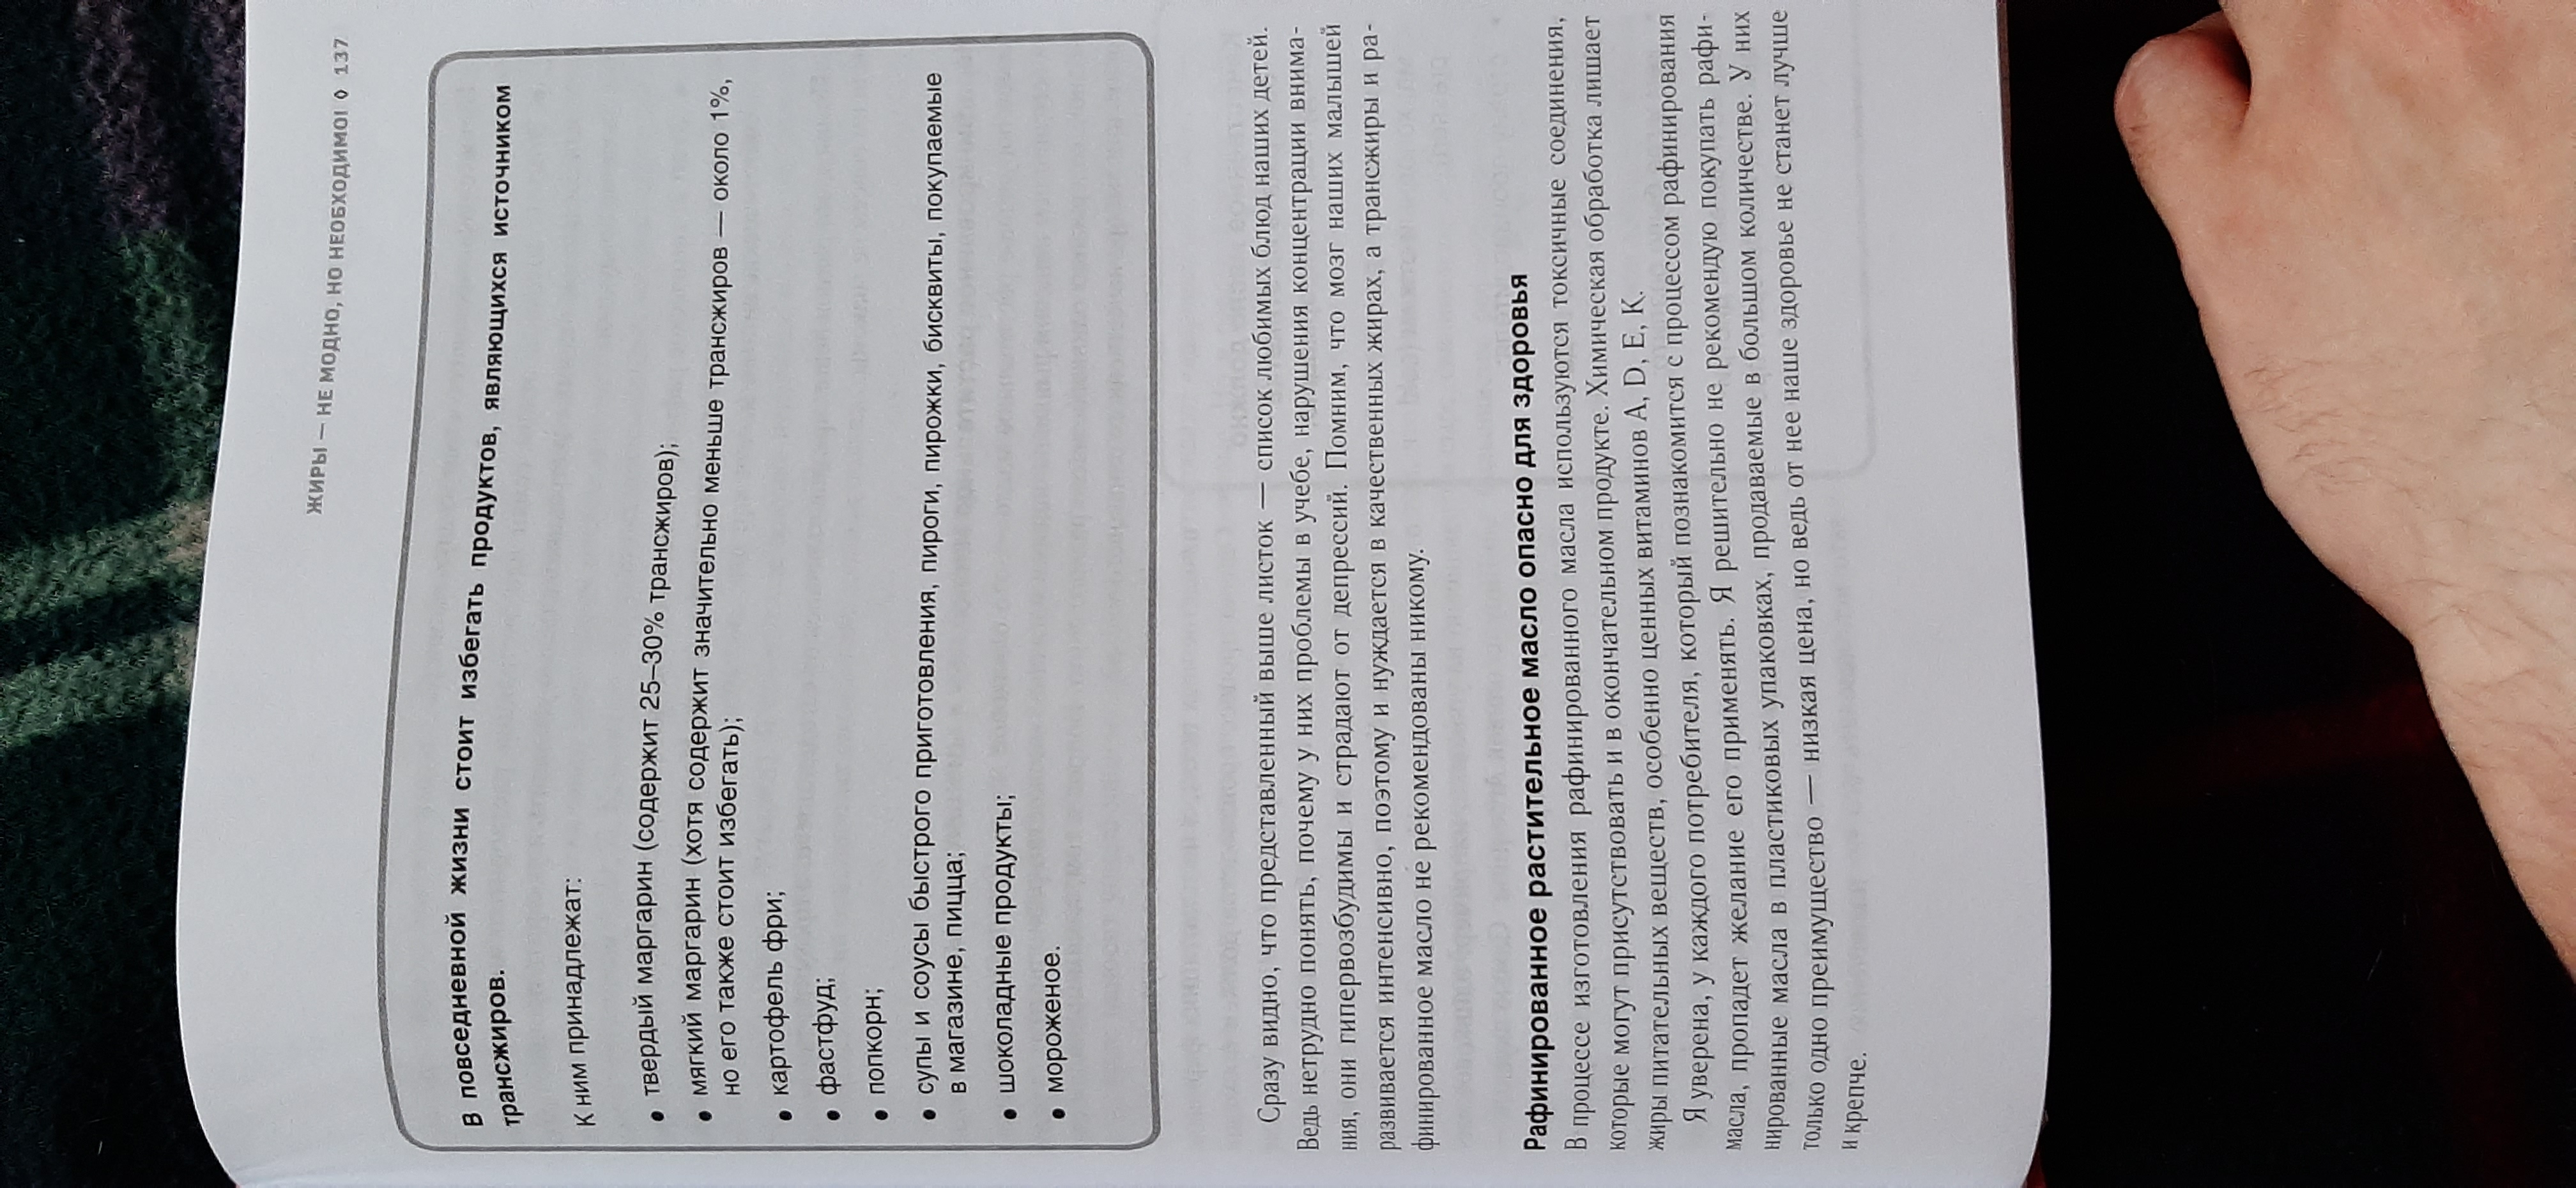 ЖИРЫ — НЕ МОДНО, НО НЕОБХОДИМО! ◊ 137
В повседневной жизни стоит избегать продуктов, являющихся источником
трансжиров.
К ним принадлежат:
• твердый маргарин (содержит 25–30% трансжиров);
• мягкий маргарин (хотя содержит значительно меньше трансжиров — около 1%,
но его также стоит избегать);
• картофель фри;
• фастфуд;
• попкорн;
• супы и соусы быстрого приготовления, пироги, пирожки, бисквиты, покупаемые
в магазине, пицца;
• шоколадные продукты;
• мороженое.
Сразу видно, что представленный выше листок — список любимых блюд наших детей.
Ведь нетрудно понять, почему у них проблемы в учебе, нарушения концентрации внима-
ния, они гипервозбудимы и страдают от депрессий. Помним, что мозг наших малышей
развивается интенсивно, поэтому и нуждается в качественных жирах, а трансжиры и ра-
финированное масло не рекомендованы никому.
Рафинированное растительное масло опасно для здоровья
В процессе изготовления рафинированного масла используются токсичные соединения,
которые могут присутствовать и в окончательном продукте. Химическая обработка лишает
жиры питательных веществ, особенно ценных витаминов A, D, E, K.
Я уверена, у каждого потребителя, который познакомится с процессом рафинирования
масла, пропадет желание его применять. Я решительно не рекомендую покупать рафи-
нированные масла в пластиковых упаковках, продаваемые в большом количестве. У них
только одно преимущество — низкая цена, но ведь от нее наше здоровье не станет лучше
и крепче.